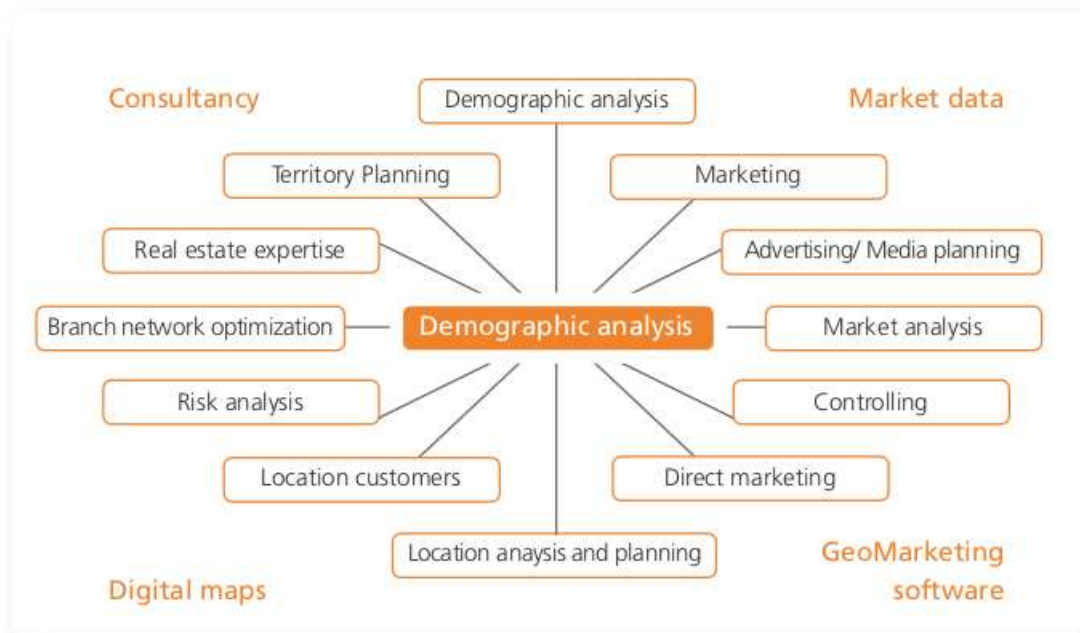 Consultancy
Demographic analysis
Market data
Territory Planning
Marketing
Real estate expertise
Advertising/ Media planning
Branch network optimization
Demographic analysis
Market analysis
Risk analysis
Controlling
Location customers
Direct marketing
Location anaysis and planning
GeoMarketing
software
Digital maps